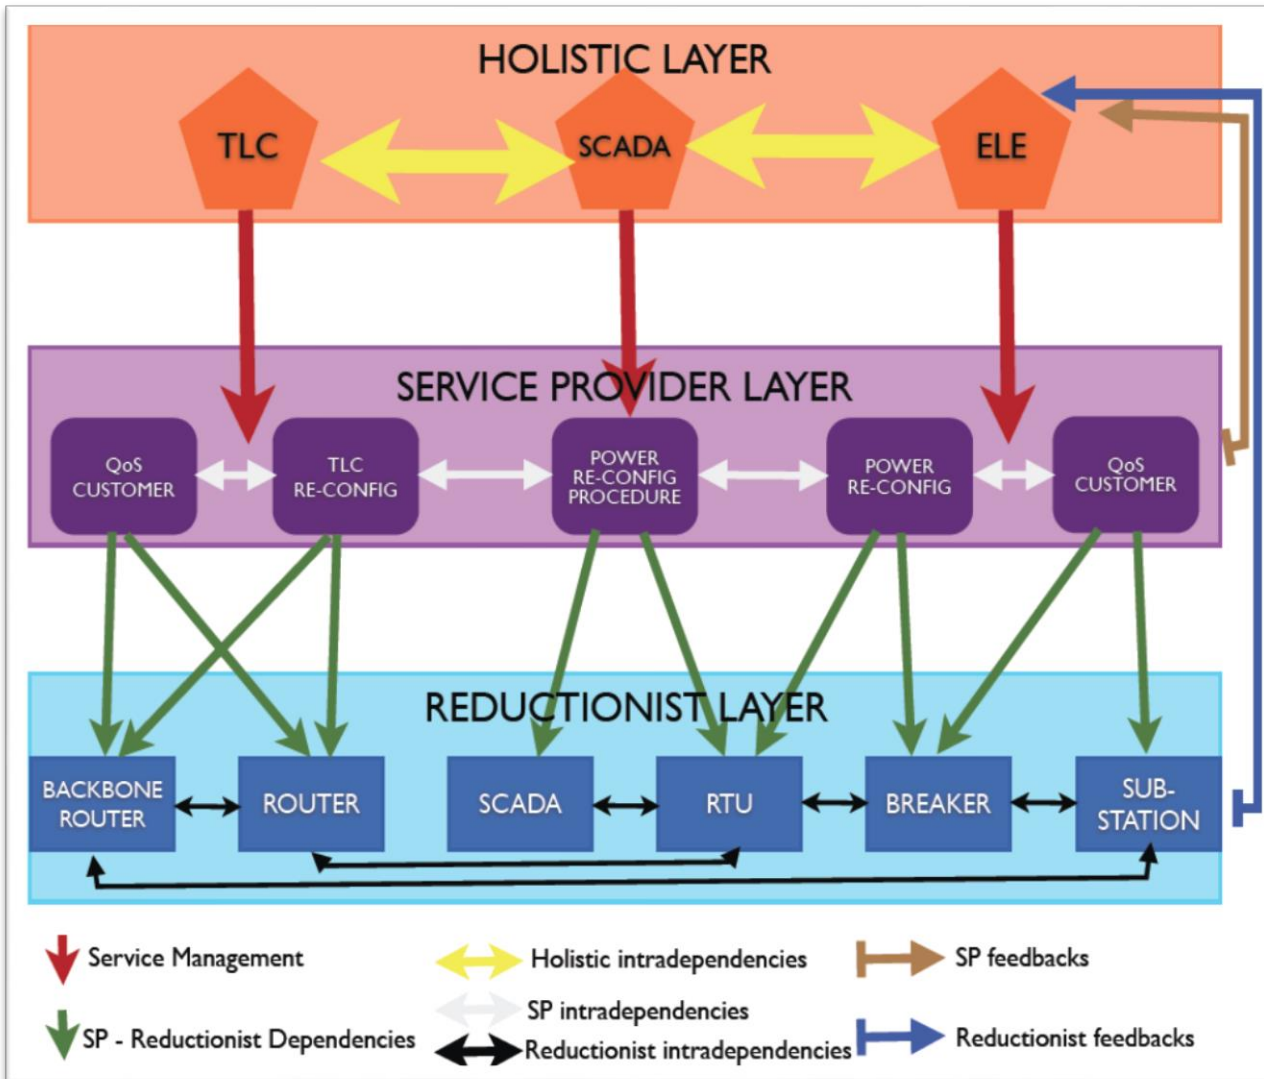 HOLISTIC LAYER
TLC
SCADA
ELE
SERVICE PROVIDER LAYER
QoS
CUSTOMER
TLC
RE-CONFIG
POWER
RE-CONFIG
PROCEDURE
POWER
RE-CONFIG
QoS
CUSTOMER
REDUCTIONIST LAYER
BACKBONE
ROUTER
ROUTER
SCADA
RTU
BREAKER
SUB-
STATION
Service Management
Holistic intradependencies
SP feedbacks
SP intradependencies
SP - Reductionist Dependencies
Reductionist intradependencies
Reductionist feedbacks